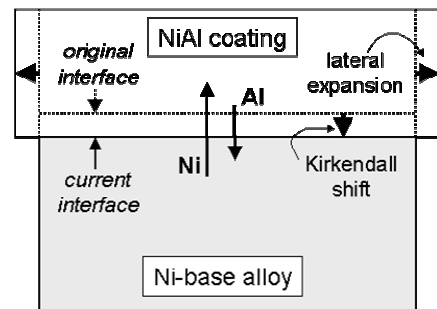 original
interface
NiAl coating
lateral
expansion
Al
Ni
current
interface
Kirkendall
shift
Ni-base alloy